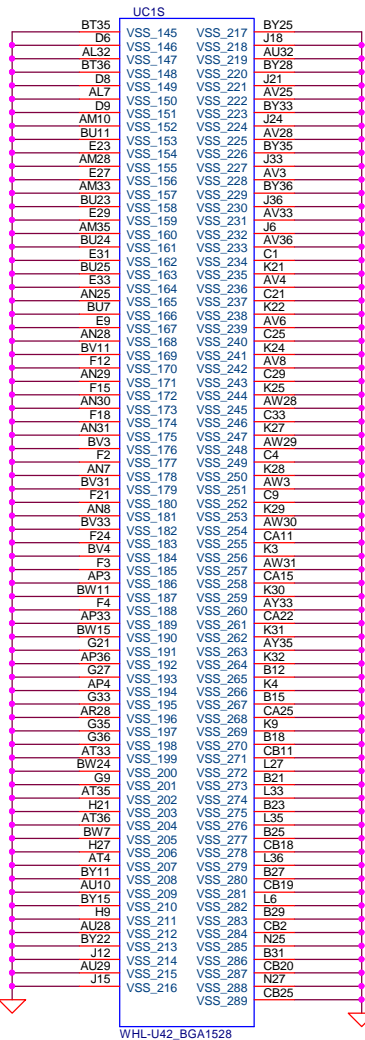 UC1S
BT35 VSS_145 VSS_217 BY25
D6 VSS_146 VSS_218 J18
AL32 VSS_147 VSS_219 AU32
BT36 VSS_148 VSS_220 BY28
D8 VSS_149 VSS_221 J21
AL7 VSS_150 VSS_222 AV25
D9 VSS_151 VSS_223 BY33
AM10 VSS_152 VSS_224 J24
BU11 VSS_153 VSS_225 AV28
E23 VSS_154 VSS_226 BY35
AM28 VSS_155 VSS_227 J33
E27 VSS_156 VSS_228 AV3
AM33 VSS_157 VSS_229 BY36
BU23 VSS_158 VSS_230 J36
E29 VSS_159 VSS_231 AV33
AM35 VSS_160 VSS_232 J6
BU24 VSS_161 VSS_233 AV36
E31 VSS_162 VSS_234 C1
BU25 VSS_163 VSS_235 K21
E33 VSS_164 VSS_236 AV4
AN25 VSS_165 VSS_237 C21
BU7 VSS_166 VSS_238 K22
E9 VSS_167 VSS_239 AV6
AN28 VSS_168 VSS_240 C25
BV11 VSS_169 VSS_241 K24
F12 VSS_170 VSS_242 AV8
AN29 VSS_171 VSS_243 C29
F15 VSS_172 VSS_244 K25
AN30 VSS_173 VSS_245 AW28
F18 VSS_174 VSS_246 C33
AN31 VSS_175 VSS_247 K27
BV3 VSS_176 VSS_248 AW29
F2 VSS_177 VSS_249 C4
AN7 VSS_178 VSS_250 K28
BV31 VSS_179 VSS_251 AW3
F21 VSS_180 VSS_252 C9
AN8 VSS_181 VSS_253 K29
BV33 VSS_182 VSS_254 AW30
F24 VSS_183 VSS_255 CA11
BV4 VSS_184 VSS_256 K3
F3 VSS_185 VSS_257 AW31
AP3 VSS_186 VSS_258 CA15
BW11 VSS_187 VSS_259 K30
F4 VSS_188 VSS_260 AY33
AP33 VSS_189 VSS_261 CA22
BW15 VSS_190 VSS_262 K31
G21 VSS_191 VSS_263 AY35
AP36 VSS_192 VSS_264 K32
G27 VSS_193 VSS_265 B12
AP4 VSS_194 VSS_266 K4
G33 VSS_195 VSS_267 B15
AR28 VSS_196 VSS_268 CA25
G35 VSS_197 VSS_269 K9
G36 VSS_198 VSS_270 B18
AT33 VSS_199 VSS_271 CB11
BW24 VSS_200 VSS_272 L27
G9 VSS_201 VSS_273 B21
AT35 VSS_202 VSS_274 L33
H21 VSS_203 VSS_275 B23
AT36 VSS_204 VSS_276 L35
BW7 VSS_205 VSS_277 B25
H27 VSS_206 VSS_278 CB18
AT4 VSS_207 VSS_279 L36
BY11 VSS_208 VSS_280 B27
AU10 VSS_209 VSS_281 CB19
BY15 VSS_210 VSS_282 L6
H9 VSS_211 VSS_283 B29
AU28 VSS_212 VSS_284 CB2
BY22 VSS_213 VSS_285 N25
J12 VSS_214 VSS_286 B31
AU29 VSS_215 VSS_287 CB20
J15 VSS_216 VSS_288 N27
VSS_289 CB25
WHL-U42_BGA1528